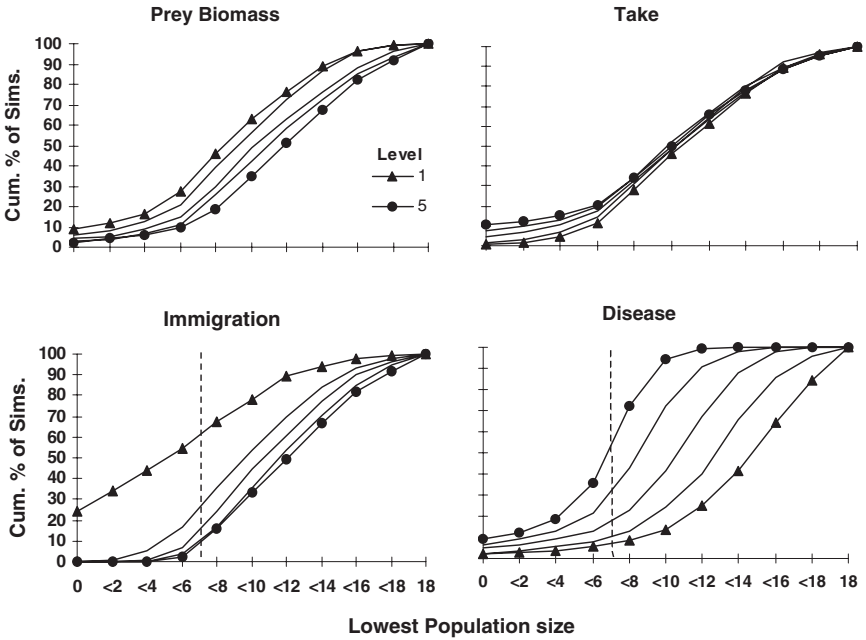 Prey Biomass
Take
Cum. % of Sims.
100
90
80
70
60
50
40
30
20
10
0
Level
1
5
Immigration
Disease
Cum. % of Sims.
100
90
80
70
60
50
40
30
20
10
0
0 <2 <4 <6 <8 <10 <12 <14 <16 <18 18
0 <2 <4 <6 <8 <10 <12 <14 <16 <18 18
Lowest Population size